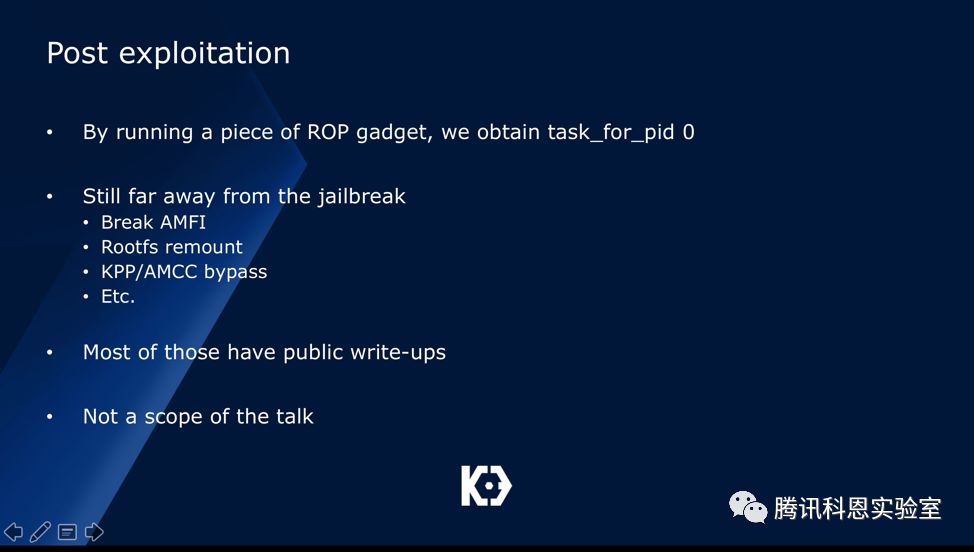 Post exploitation
• By running a piece of ROP gadget, we obtain task_for_pid 0
• Still far away from the jailbreak
• Break AMFI
• Rootfs remount
• KPP/AMCC bypass
• Etc.
• Most of those have public write-ups
• Not a scope of the talk
腾讯科恩实验室